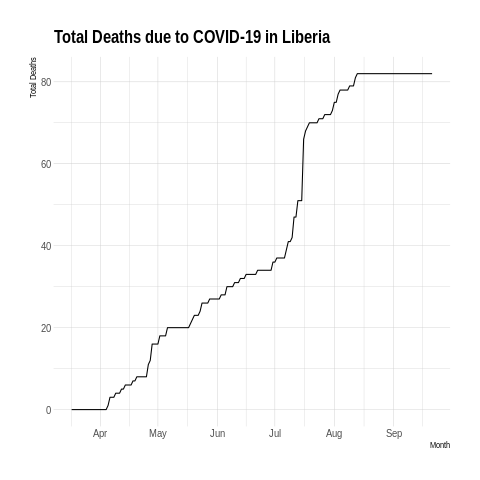 Total Deaths due to COVID-19 in Liberia
Total Deaths
80
60
40
20
0
Apr May Jun Jul Aug Sep
Month